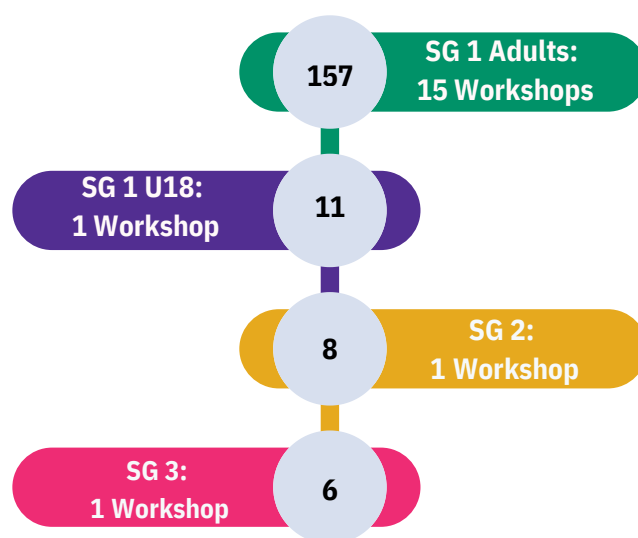 157
SG 1 Adults:
15 Workshops
SG 1 U18:
1 Workshop
11
8
SG 2:
1 Workshop
SG 3:
1 Workshop
6